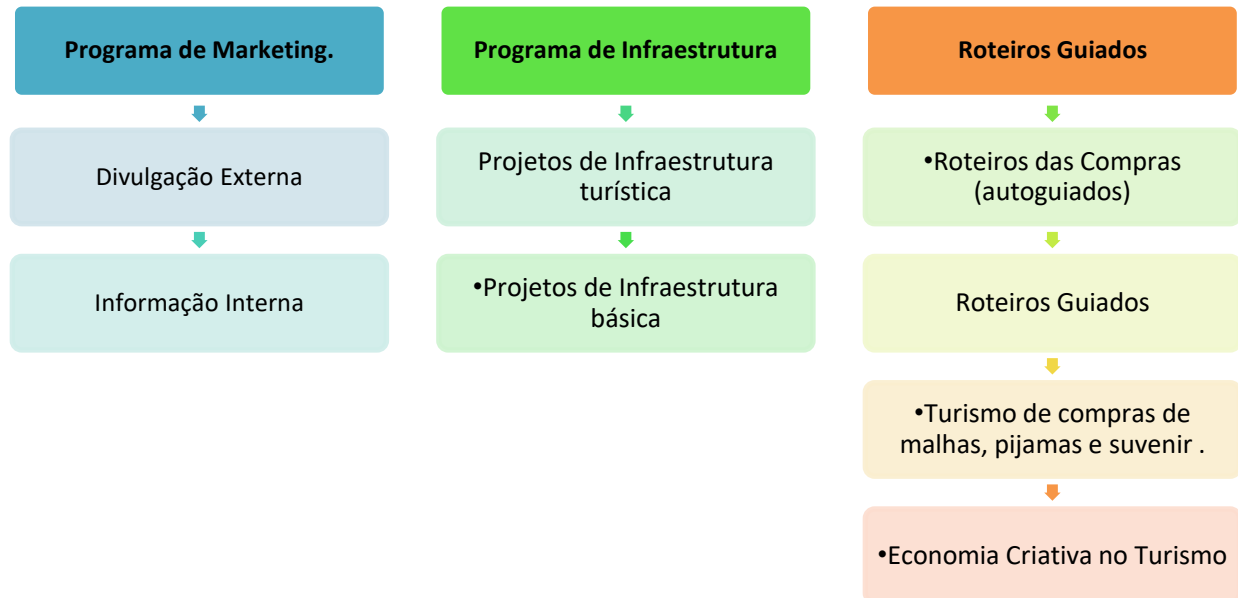 Programa de Marketing.
Divulgação Externa
Informação Interna
Programa de Infraestrutura
Projetos de Infraestrutura
turística
•Projetos de Infraestrutura
básica
Roteiros Guiados
•Roteiros das Compras
(autoguiados)
Roteiros Guiados
•Turismo de compras de
malhas, pijamas e suvenir .
•Economia Criativa no Turismo